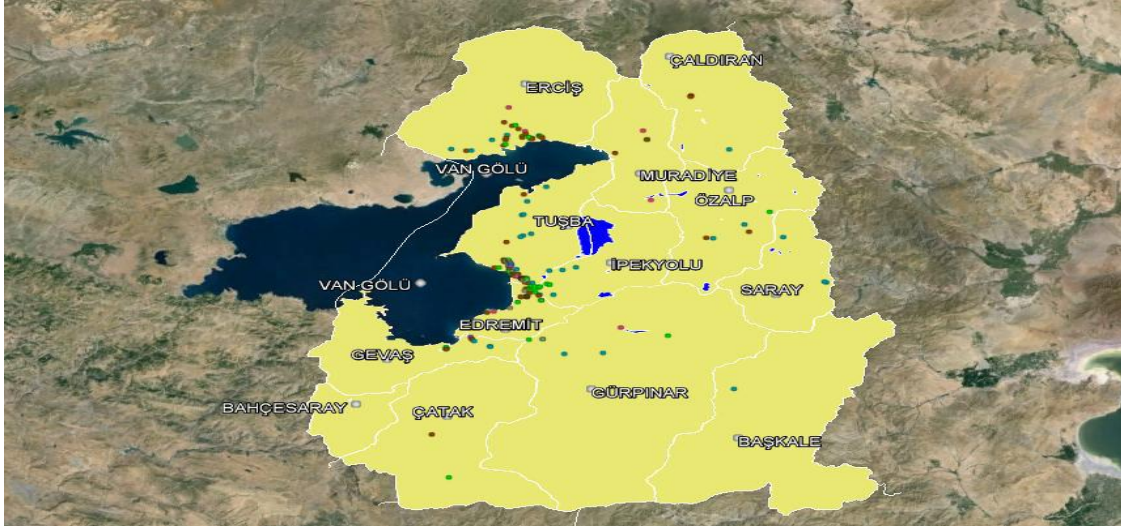 ÇALDIRAN
ERCİŞ
VAN GÖLÜ
MURADİYE
ÖZALP
TUŞBA
İPEKYOLU
VAN GÖLÜ
SARAY
EDREMİT
GEVAŞ
GÜRPINAR
BAHÇESARAY
ÇATAK
BAŞKALE